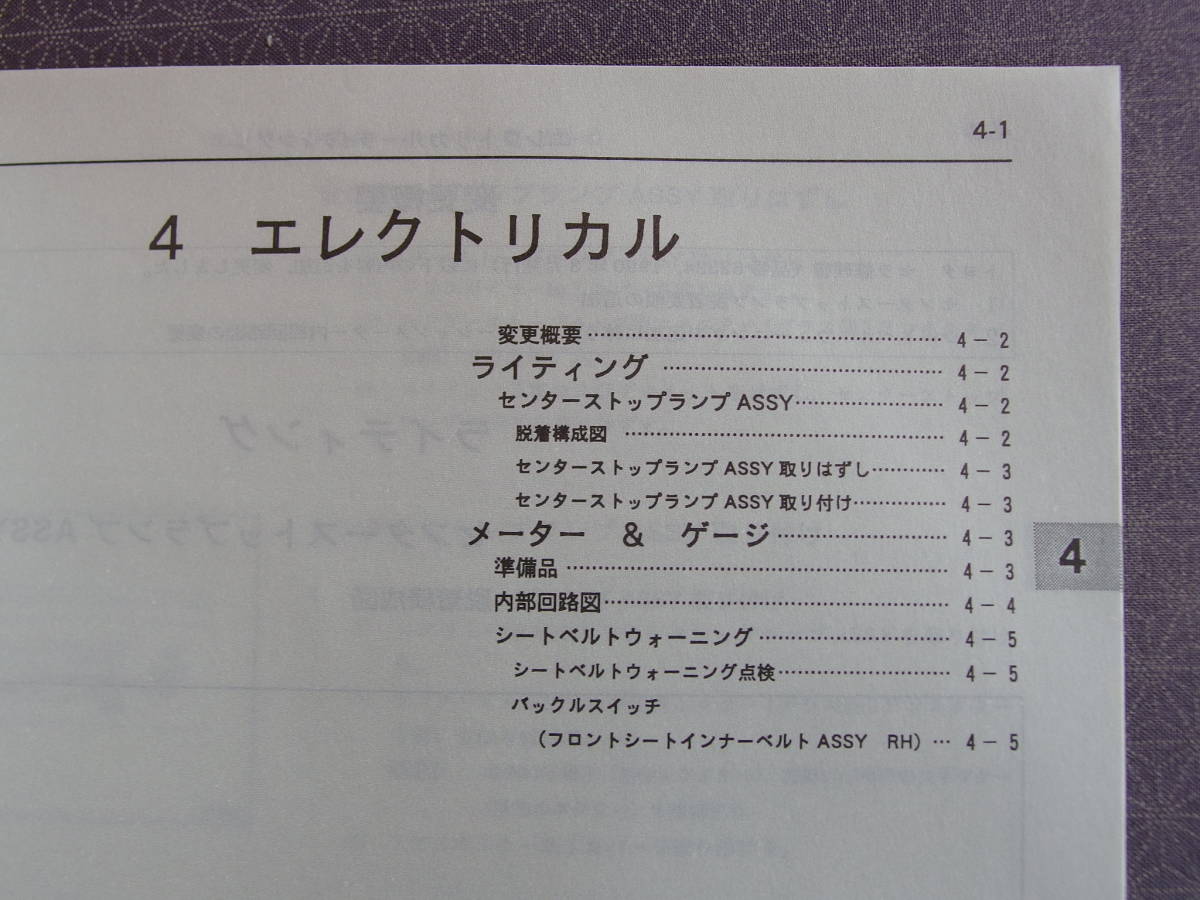 4-1
4 エレクトリカル
変更概要 ……………………………………… 4－2
ライティング ……………………………… 4－2
センターストップランプ ASSY………………… 4－2
脱着構成図 …………………………………… 4－2
センターストップランプ ASSY 取りはずし………… 4－3
センターストップランプ ASSY 取り付け…………… 4－3
メーター ＆ ゲージ…………………… 4－3
準備品 ………………………………………… 4－3
内部回路図……………………………………… 4－4
シートベルトウォーニング …………………… 4－5
シートベルトウォーニング点検………………… 4－5
バックルスイッチ
（フロントシートインナーベルト ASSY RH）… 4－5
4